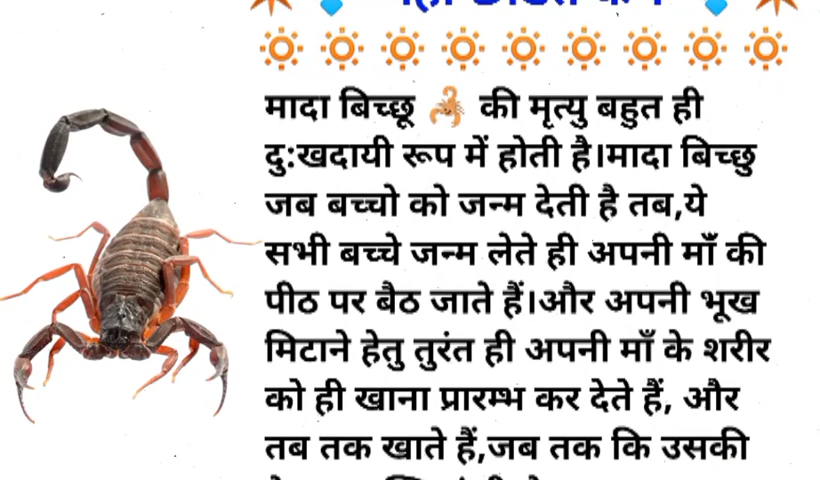 मादा बिच्छू 🦂 की मृत्यु बहुत ही
दु:खदायी रूप में होती है।मादा बिच्छु
जब बच्चो को जन्म देती है तब,ये
सभी बच्चे जन्म लेते ही अपनी माँ की
पीठ पर बैठ जाते हैं।और अपनी भूख
मिटाने हेतु तुरंत ही अपनी माँ के शरीर
को ही खाना प्रारम्भ कर देते हैं, और
तब तक खाते हैं,जब तक कि उसकी